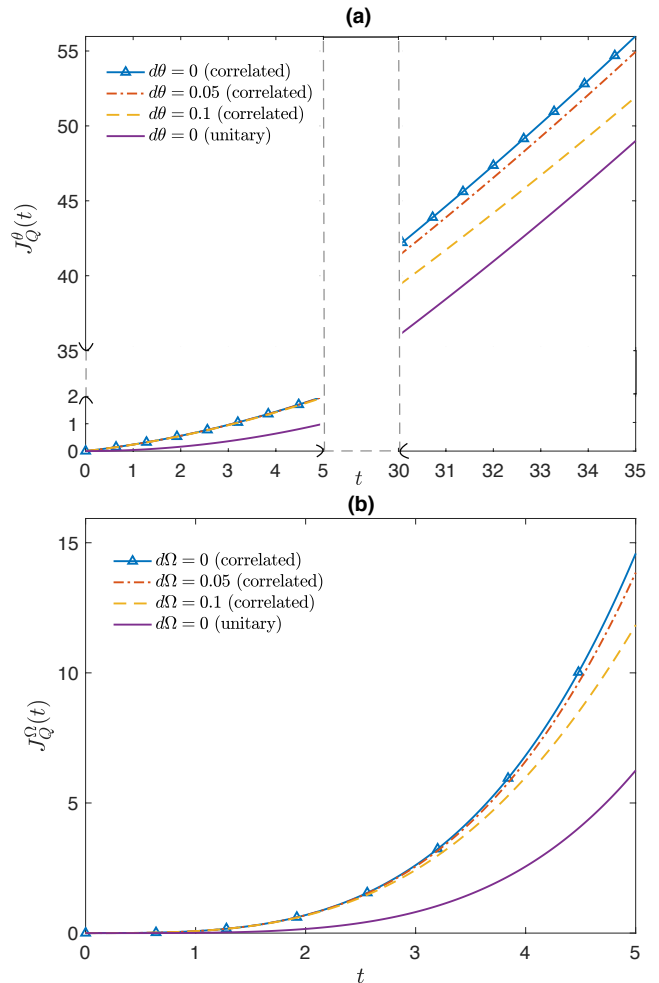 (a)
55
50
45
40
35
2
1
0
dθ = 0 (correlated)
dθ = 0.05 (correlated)
dθ = 0.1 (correlated)
dθ = 0 (unitary)
J_Q^θ(t)
0 1 2 3 4 5 30 31 32 33 34 35
t
(b)
15
10
5
0
dΩ = 0 (correlated)
dΩ = 0.05 (correlated)
dΩ = 0.1 (correlated)
dΩ = 0 (unitary)
J_Q^Ω(t)
0 1 2 3 4 5
t